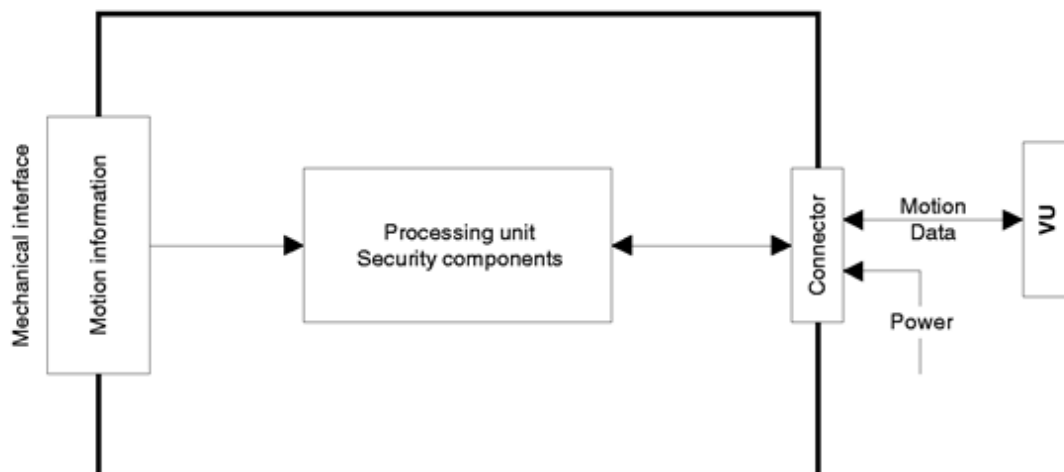 Mechanical interface
Motion information
Processing unit
Security components
Connector
Motion
Data
Power
VU